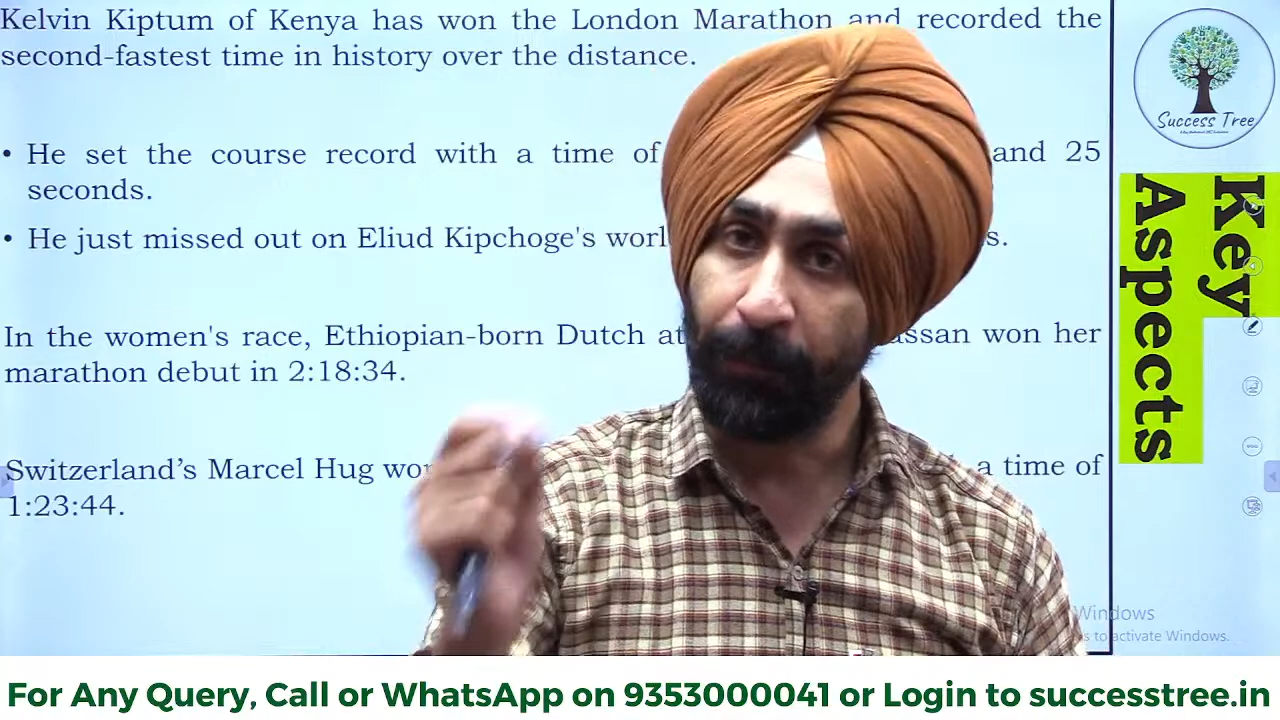 Kelvin Kiptum of Kenya has won the London Marathon and recorded the
second-fastest time in history over the distance.
• He set the course record with a time of and 25
seconds.
• He just missed out on Eliud Kipchoge's
In the women's race, Ethiopian-born Dutch won her
marathon debut in 2:18:34.
Switzerland's Marcel Hug a time of
1:23:44.
Success Tree
Key
Aspects
Windows
to activate Windows.
For Any Query, Call or WhatsApp on 9353000041 or Login to successtree.in